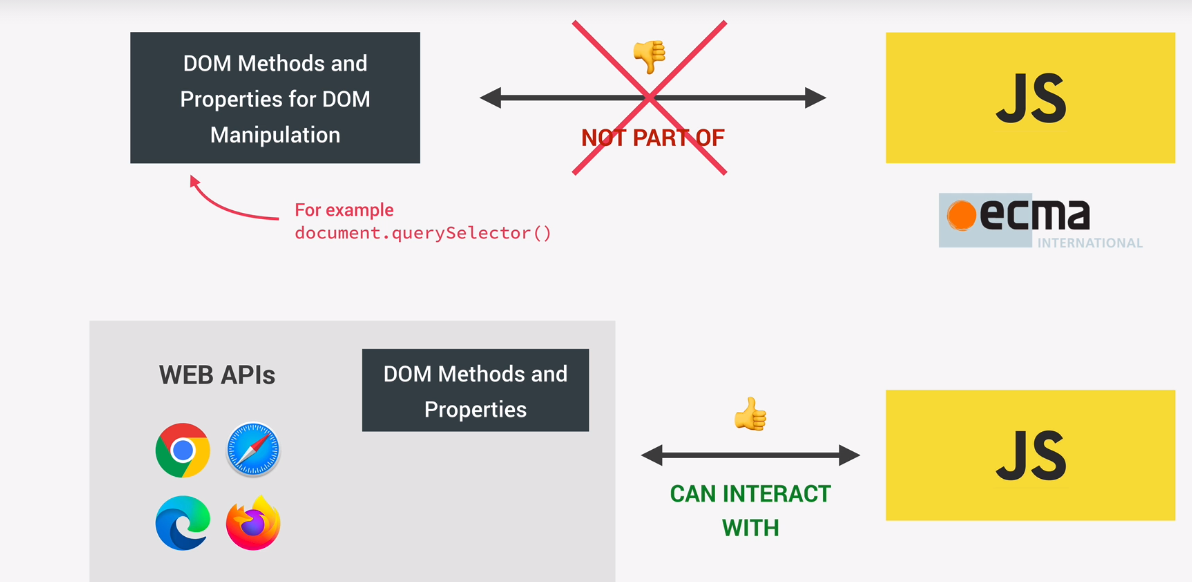 DOM Methods and
Properties for DOM
Manipulation
NOT PART OF
JS
For example
document.querySelector()
ecma
INTERNATIONAL
WEB APIs
DOM Methods and
Properties
CAN INTERACT
WITH
JS